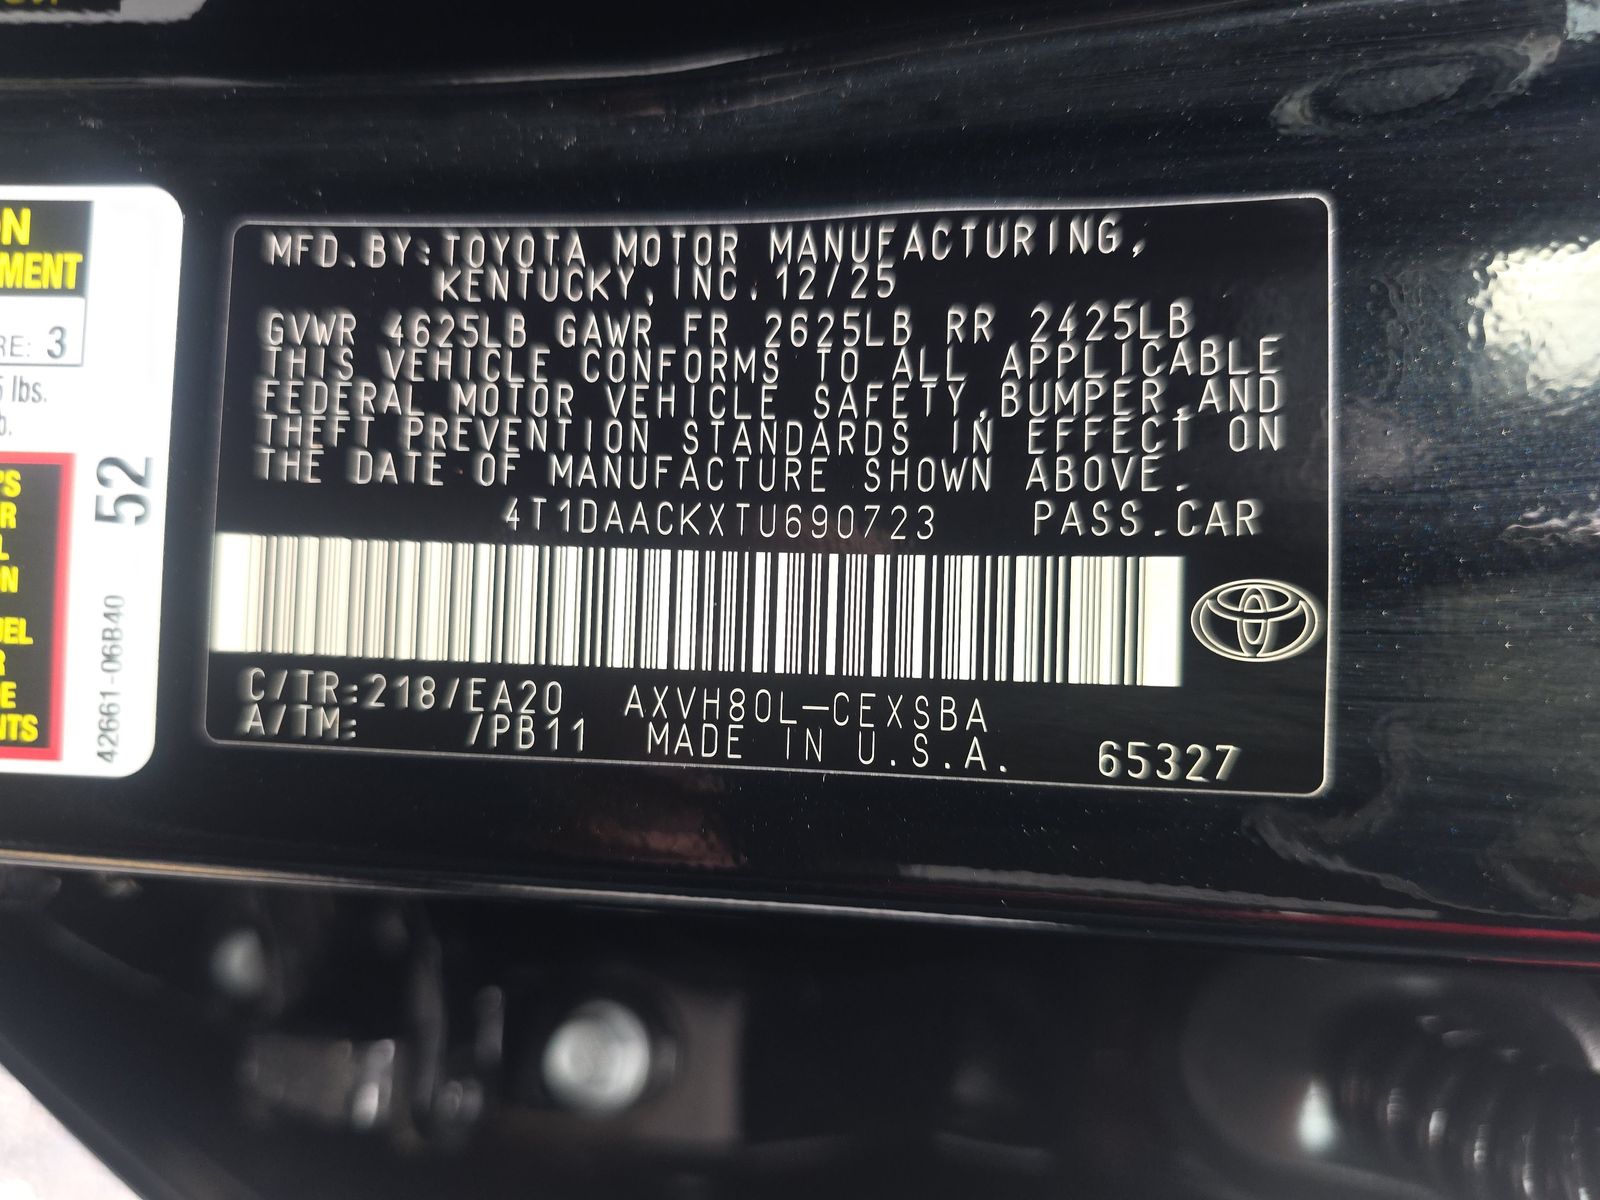 ON
MENT
RE: 3
5 lbs.
b.
52
42661-06B40
MFD.BY:TOYOTA MOTOR MANUFACTURING,
KENTUCKY, INC. 12/25
GVWR 4625LB GAWR FR 2625LB RR 2425LB
THIS VEHICLE CONFORMS TO ALL APPLICABLE
FEDERAL MOTOR VEHICLE SAFETY,BUMPER,AND
THEFT PREVENTION STANDARDS IN EFFECT ON
THE DATE OF MANUFACTURE SHOWN ABOVE.
4T1DAACKXTU690723 PASS.CAR
C/TR:218/EA20 AXVH80L-CEXSBA
A/TM: /PB11 MADE IN U.S.A. 65327